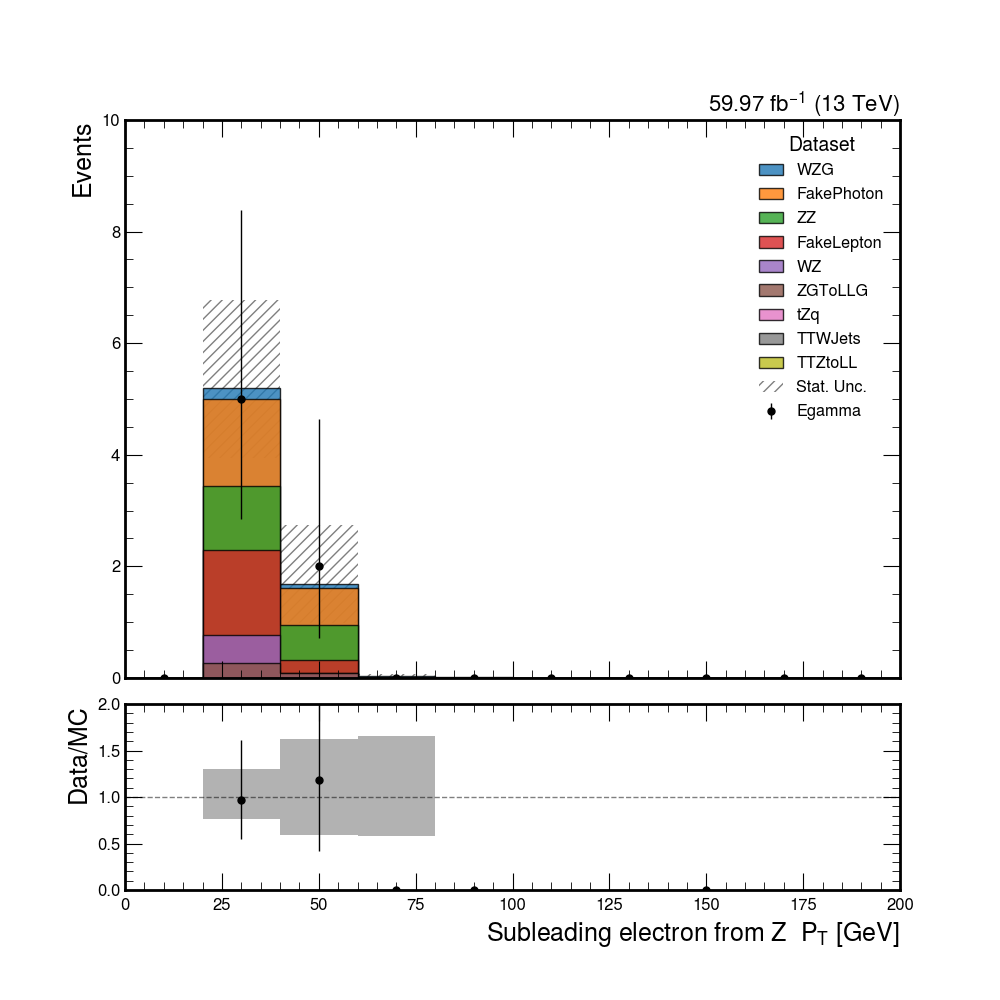 59.97 fb⁻¹ (13 TeV)
Events
10
8
6
4
2
0
Dataset
WZG
FakePhoton
ZZ
FakeLepton
WZ
ZGToLLG
tZq
TTWJets
TTZtoLL
Stat. Unc.
Egamma
Data/MC
2.0
1.5
1.0
0.5
0.0
0 25 50 75 100 125 150 175 200
Subleading electron from Z P_T [GeV]